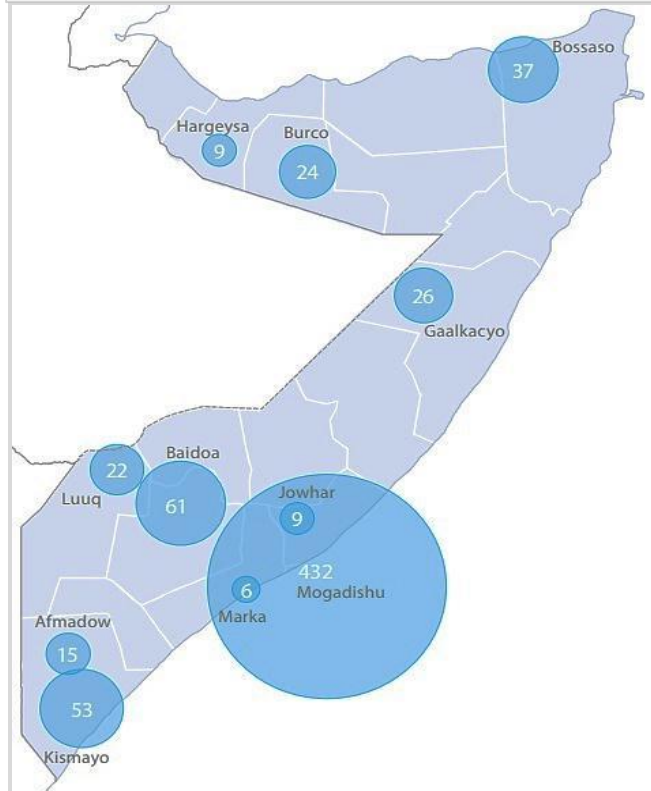 Bossaso
37
Hargeysa
9
Burco
24
26
Gaalkacyo
Baidoa
22
Luuq
61
Jowhar
9
432
Mogadishu
6
Marka
Afmadow
15
53
Kismayo